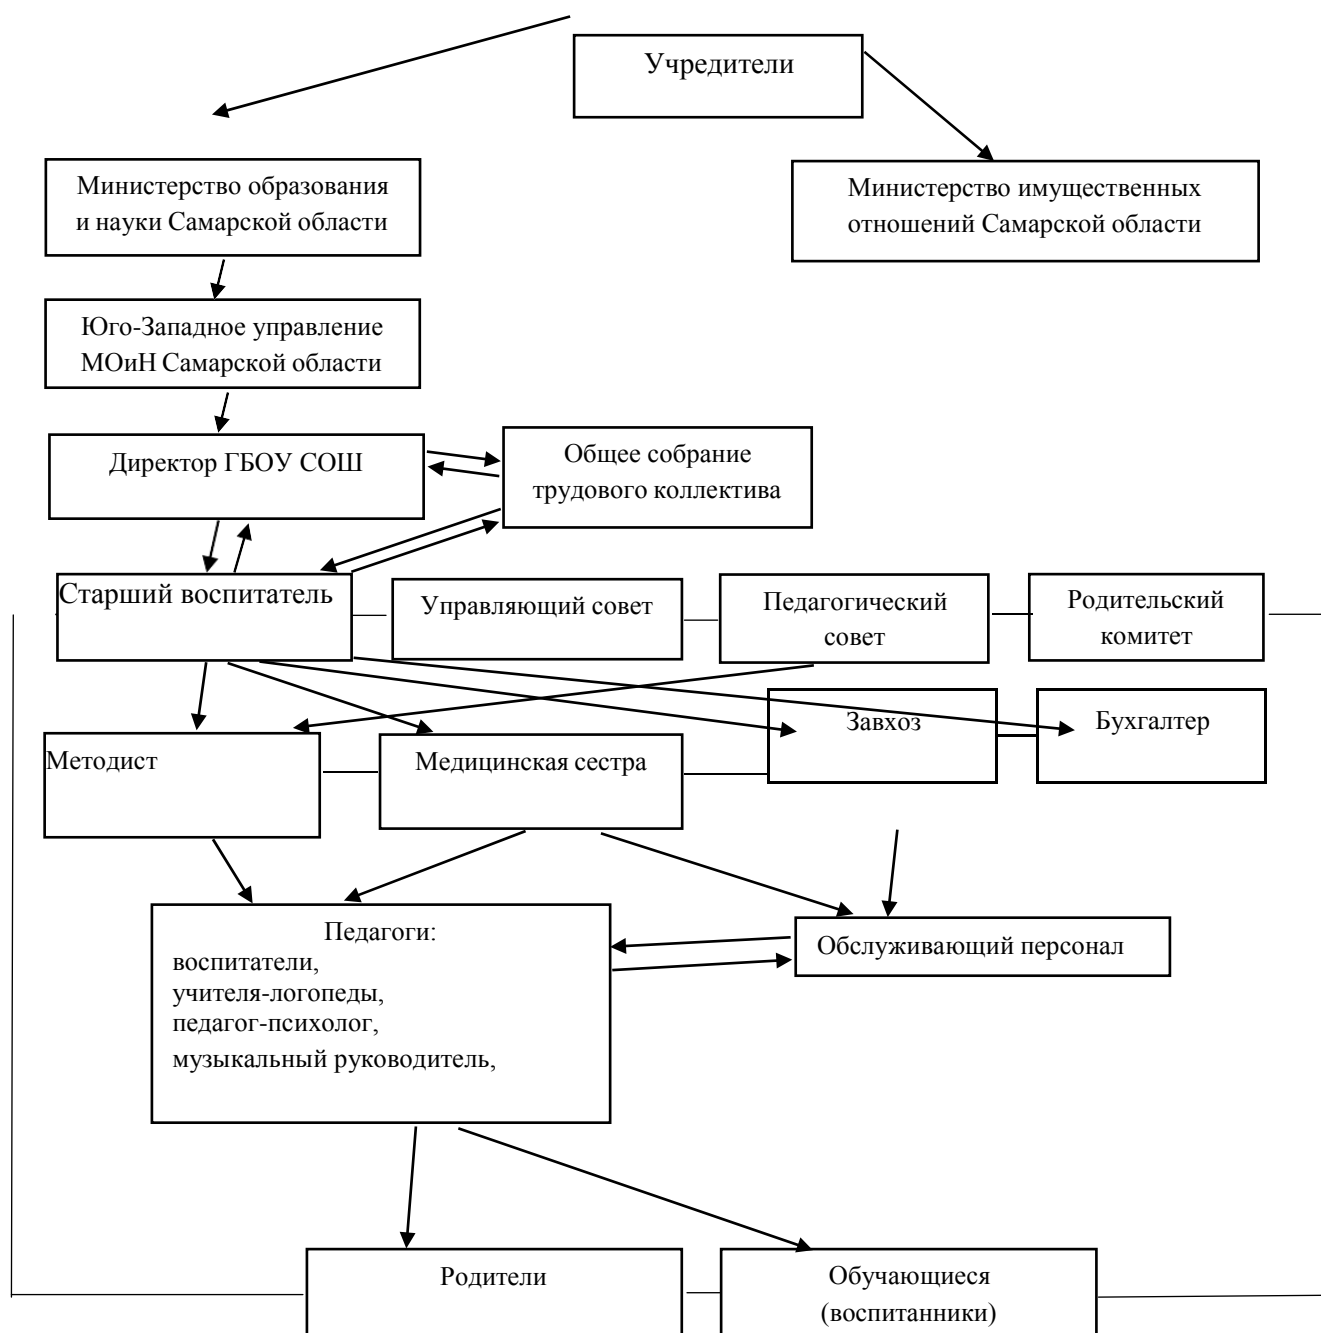 Учредители
Министерство образования
и науки Самарской области
Министерство имущественных
отношений Самарской области
Юго-Западное управление
МОиН Самарской области
Директор ГБОУ СОШ
Общее собрание
трудового коллектива
Старший воспитатель
Управляющий совет
Педагогический
совет
Родительский
комитет
Методист
Медицинская сестра
Завхоз
Бухгалтер
Педагоги:
воспитатели,
учителя-логопеды,
педагог-психолог,
музыкальный руководитель,
Обслуживающий персонал
Родители
Обучающиеся
(воспитанники)